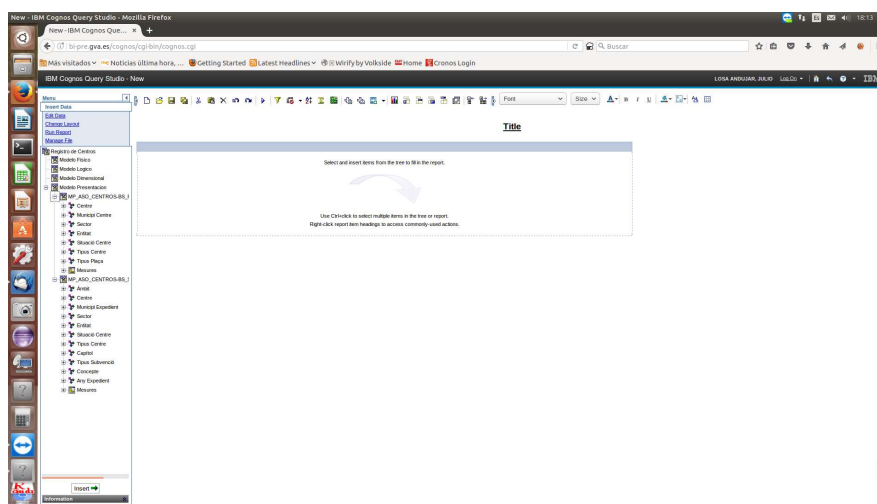 New - IBM Cognos Query Studio - Mozilla Firefox
18:13
New - IBM Cognos Que... × +
bi-pre.gva.es/cognos/cgi-bin/cognos.cgi
Buscar
Más visitados
Noticias última hora, ...
Getting Started
Latest Headlines
Wirify by Volkside
Home
Cronos Login
IBM Cognos Query Studio - New
LOSA ANDUJAR, JULIO
Log On
IBM
Menu
Insert Data
Edit Data
Change Layout
Run Report
Manage File
Font
Size
Title
Registro de Centros
Modelo Fisico
Modelo Logico
Modelo Dimensional
Modelo Presentacion
MP_ASO_CENTROS-BS_
Centre
Municipi Centre
Sector
Entitat
Situació Centre
Tipus Centre
Tipus Plaça
Mesures
MP_ASO_CENTROS-BS_
Àmbit
Centre
Municipi Expedient
Sector
Entitat
Situació Centre
Tipus Centre
Capítol
Tipus Subvenció
Concepte
Any Expedient
Mesures
Select and insert items from the tree to fill in the report.
Use Ctrl+click to select multiple items in the tree or report.
Right-click report item headings to access commonly-used actions.
Insert
Information